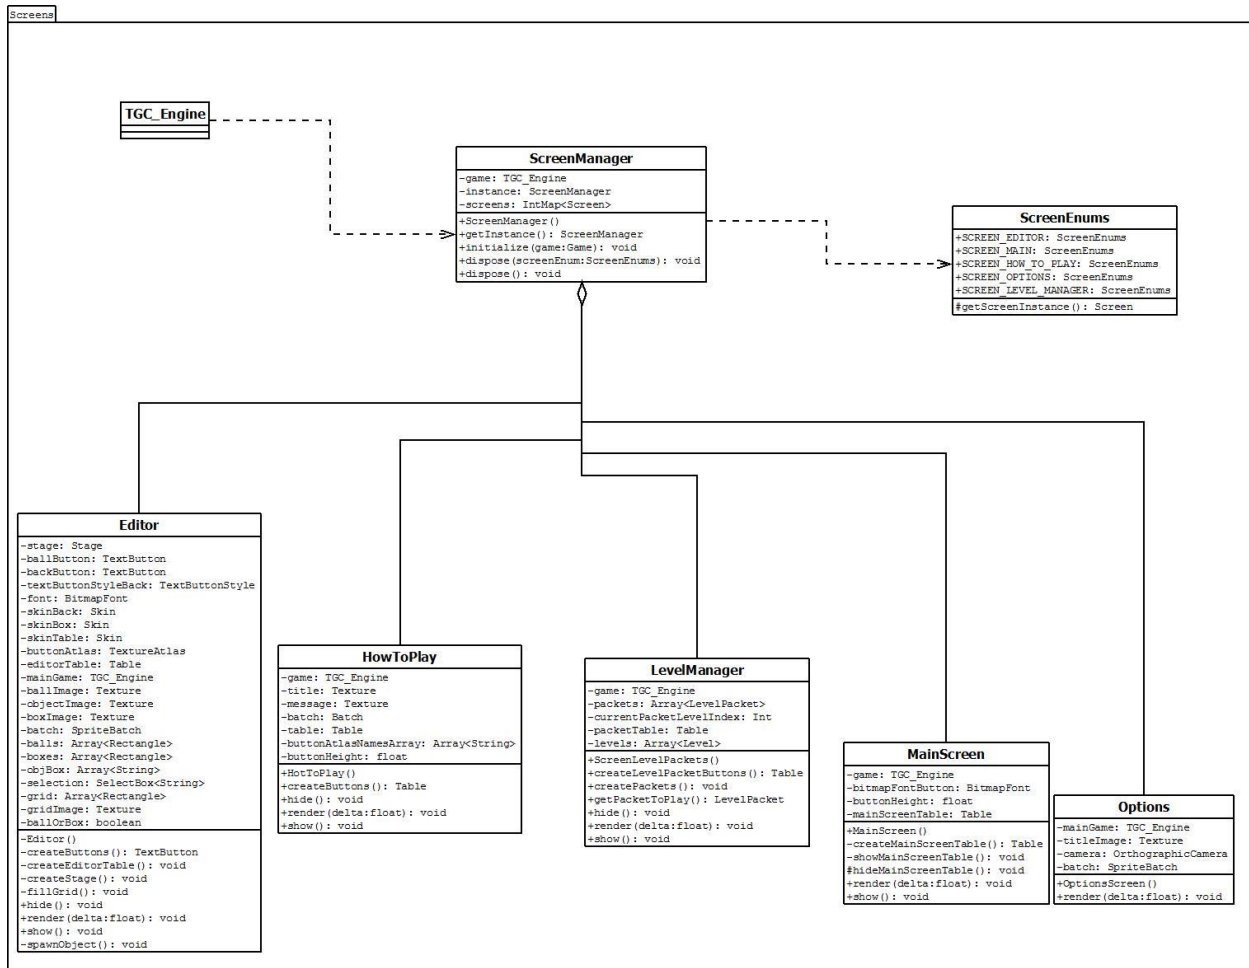 Screens
TGC_Engine
ScreenManager
-game: TGC_Engine
-instance: ScreenManager
-screens: IntMap<Screen>
+ScreenManager()
+getInstance(): ScreenManager
+initialize(game:Game): void
+dispose(screenEnum:ScreenEnums): void
+dispose(): void
ScreenEnums
+SCREEN_EDITOR: ScreenEnums
+SCREEN_MAIN: ScreenEnums
+SCREEN_HOW_TO_PLAY: ScreenEnums
+SCREEN_OPTIONS: ScreenEnums
+SCREEN_LEVEL_MANAGER: ScreenEnums
#getScreenInstance(): Screen
Editor
-stage: Stage
-ballButton: TextButton
-backButton: TextButton
-textButtonStyleBack: TextButtonStyle
-font: BitmapFont
-skinBack: Skin
-skinBox: Skin
-skinTable: Skin
-buttonAtlas: TextureAtlas
-editorTable: Table
-mainGame: TGC_Engine
-ballImage: Texture
-objectImage: Texture
-boxImage: Texture
-batch: SpriteBatch
-balls: Array<Rectangle>
-boxes: Array<Rectangle>
-objBox: Array<String>
-selection: SelectBox<String>
-grid: Array<Rectangle>
-gridImage: Texture
-ballOrBox: boolean
-Editor()
-createButtons(): TextButton
-createEditorTable(): void
-createStage(): void
-fillGrid(): void
+hide(): void
+render(delta:float): void
+show(): void
-spawnObject(): void
HowToPlay
-game: TGC_Engine
-title: Texture
-message: Texture
-batch: Batch
-table: Table
-buttonAtlasNamesArray: Array<String>
-buttonHeight: float
+HotToPlay()
+createButtons(): Table
+hide(): void
+render(delta:float): void
+show(): void
LevelManager
-game: TGC_Engine
-packets: Array<LevelPacket>
-currentPacketLevelIndex: Int
-packetTable: Table
-levels: Array<Level>
+ScreenLevelPackets()
+createLevelPacketButtons(): Table
+createPackets(): void
+getPacketToPlay(): LevelPacket
+hide(): void
+render(delta:float): void
+show(): void
MainScreen
-game: TGC_Engine
-bitmapFontButton: BitmapFont
-buttonHeight: float
-mainScreenTable: Table
+MainScreen()
-createMainScreenTable(): Table
-showMainScreenTable(): void
#hideMainScreenTable(): void
+render(delta:float): void
+show(): void
Options
-mainGame: TGC_Engine
-titleImage: Texture
-camera: OrthographicCamera
-batch: SpriteBatch
+OptionsScreen()
+render(delta:float): void